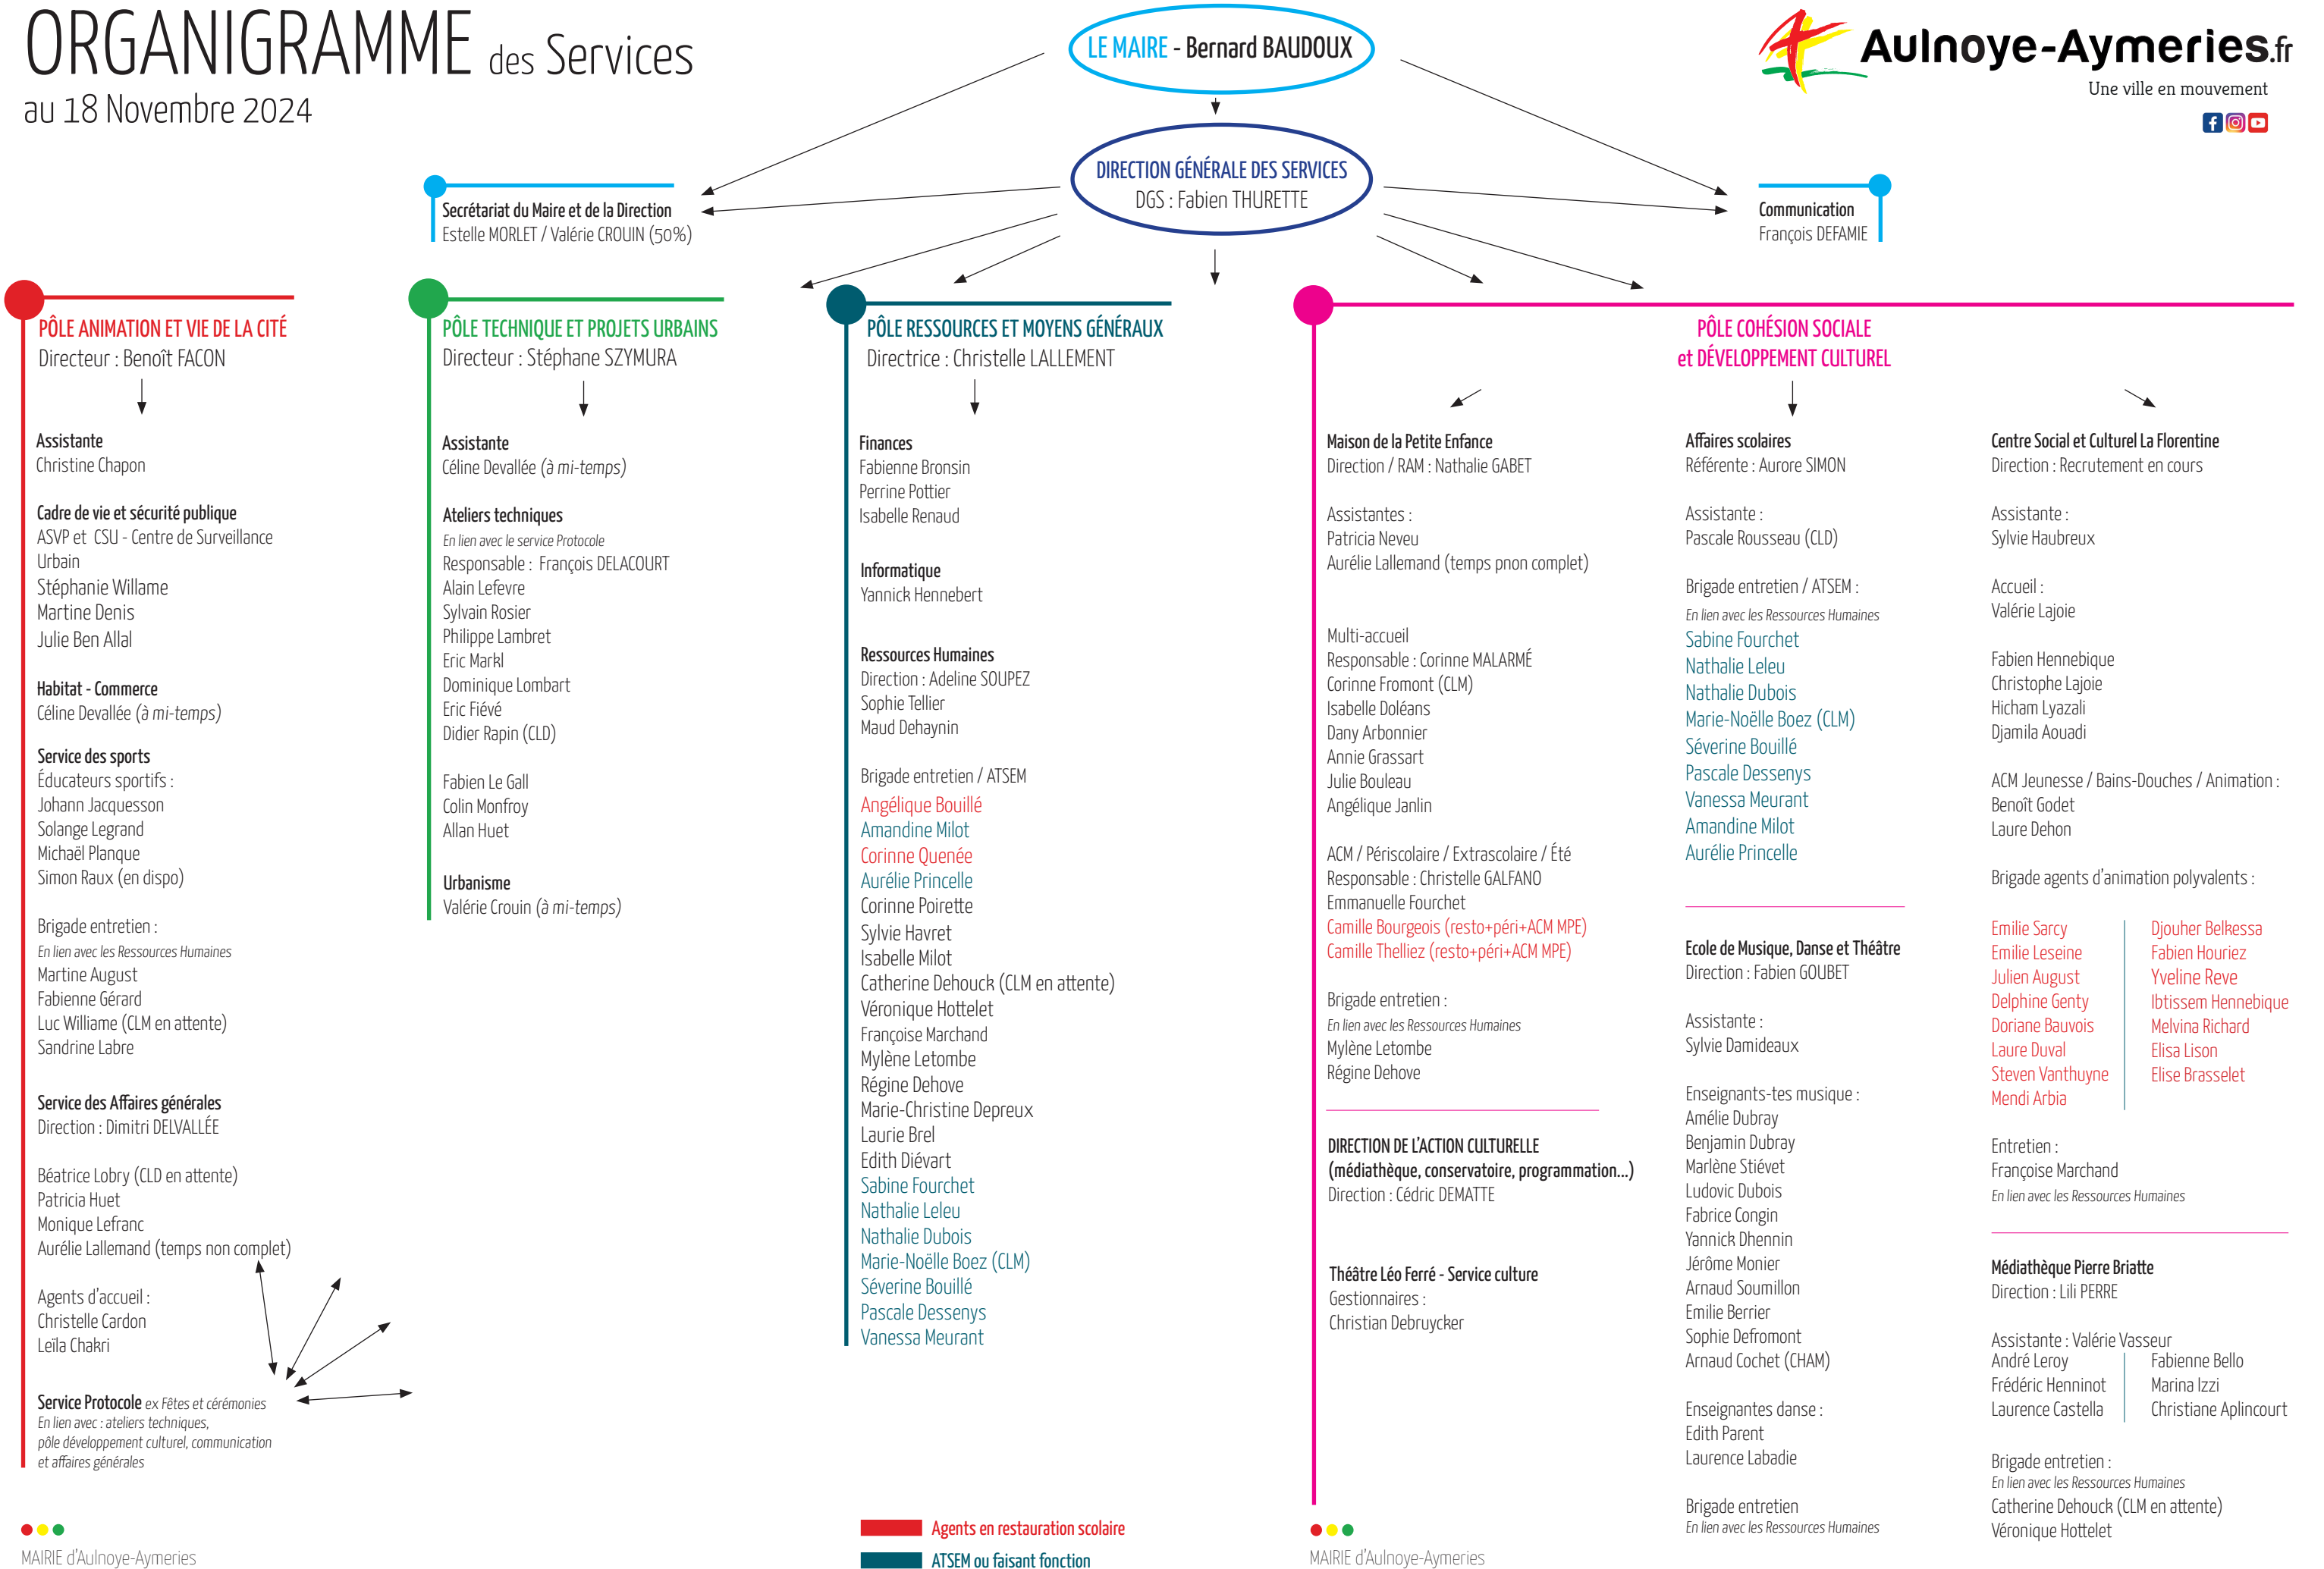 ORGANIGRAMME des Services
au 18 Novembre 2024
LE MAIRE - Bernard BAUDOUX
Aulnoye-Aymeries.fr
Une ville en mouvement
DIRECTION GÉNÉRALE DES SERVICES
DGS : Fabien THURETTE
Secrétariat du Maire et de la Direction
Estelle MORLET / Valérie CROUIN (50%)
Communication
François DEFAMIE
PÔLE ANIMATION ET VIE DE LA CITÉ
Directeur : Benoît FACON
Assistante
Christine Chapon
Cadre de vie et sécurité publique
ASVP et CSU - Centre de Surveillance
Urbain
Stéphanie Willame
Martine Denis
Julie Ben Allal
Habitat - Commerce
Céline Devallée (à mi-temps)
Service des sports
Éducateurs sportifs :
Johann Jacquesson
Solange Legrand
Michaël Planque
Simon Raux (en dispo)
Brigade entretien :
En lien avec les Ressources Humaines
Martine August
Fabienne Gérard
Luc Williame (CLM en attente)
Sandrine Labre
Service des Affaires générales
Direction : Dimitri DELVALLÉE
Béatrice Lobry (CLD en attente)
Patricia Huet
Monique Lefranc
Aurélie Lallemand (temps non complet)
Agents d'accueil :
Christelle Cardon
Leïla Chakri
Service Protocole ex Fêtes et cérémonies
En lien avec : ateliers techniques,
pôle développement culturel, communication
et affaires générales
MAIRIE d'Aulnoye-Aymeries
PÔLE TECHNIQUE ET PROJETS URBAINS
Directeur : Stéphane SZYMURA
Assistante
Céline Devallée (à mi-temps)
Ateliers techniques
En lien avec le service Protocole
Responsable : François DELACOURT
Alain Lefevre
Sylvain Rosier
Philippe Lambret
Eric Markl
Dominique Lombart
Eric Fiévé
Didier Rapin (CLD)
Fabien Le Gall
Colin Monfroy
Allan Huet
Urbanisme
Valérie Crouin (à mi-temps)
PÔLE RESSOURCES ET MOYENS GÉNÉRAUX
Directrice : Christelle LALLEMENT
Finances
Fabienne Bronsin
Perrine Pottier
Isabelle Renaud
Informatique
Yannick Hennebert
Ressources Humaines
Direction : Adeline SOUPEZ
Sophie Tellier
Maud Dehaynin
Brigade entretien / ATSEM
Angélique Bouillé
Amandine Milot
Corinne Quenée
Aurélie Princelle
Corinne Poirette
Sylvie Havret
Isabelle Milot
Catherine Dehouck (CLM en attente)
Véronique Hottelet
Françoise Marchand
Mylène Letombe
Régine Dehove
Marie-Christine Depreux
Laurie Brel
Edith Diévart
Sabine Fourchet
Nathalie Leleu
Nathalie Dubois
Marie-Noëlle Boez (CLM)
Séverine Bouillé
Pascale Dessenys
Vanessa Meurant
Agents en restauration scolaire
ATSEM ou faisant fonction
PÔLE COHÉSION SOCIALE
et DÉVELOPPEMENT CULTUREL
Maison de la Petite Enfance
Direction / RAM : Nathalie GABET
Assistantes :
Patricia Neveu
Aurélie Lallemand (temps pnon complet)
Multi-accueil
Responsable : Corinne MALARMÉ
Corinne Fromont (CLM)
Isabelle Doléans
Dany Arbonnier
Annie Grassart
Julie Bouleau
Angélique Janlin
ACM / Périscolaire / Extrascolaire / Été
Responsable : Christelle GALFANO
Emmanuelle Fourchet
Camille Bourgeois (resto+péri+ACM MPE)
Camille Thelliez (resto+péri+ACM MPE)
Brigade entretien :
En lien avec les Ressources Humaines
Mylène Letombe
Régine Dehove
DIRECTION DE L'ACTION CULTURELLE
(médiathèque, conservatoire, programmation...)
Direction : Cédric DEMATTE
Théâtre Léo Ferré - Service culture
Gestionnaires :
Christian Debruycker
MAIRIE d'Aulnoye-Aymeries
Affaires scolaires
Référente : Aurore SIMON
Assistante :
Pascale Rousseau (CLD)
Brigade entretien / ATSEM :
En lien avec les Ressources Humaines
Sabine Fourchet
Nathalie Leleu
Nathalie Dubois
Marie-Noëlle Boez (CLM)
Séverine Bouillé
Pascale Dessenys
Vanessa Meurant
Amandine Milot
Aurélie Princelle
Ecole de Musique, Danse et Théâtre
Direction : Fabien GOUBET
Assistante :
Sylvie Damideaux
Enseignants-tes musique :
Amélie Dubray
Benjamin Dubray
Marlène Stiévet
Ludovic Dubois
Fabrice Congin
Yannick Dhennin
Jérôme Monier
Arnaud Soumillon
Emilie Berrier
Sophie Defromont
Arnaud Cochet (CHAM)
Enseignantes danse :
Edith Parent
Laurence Labadie
Brigade entretien
En lien avec les Ressources Humaines
Centre Social et Culturel La Florentine
Direction : Recrutement en cours
Assistante :
Sylvie Haubreux
Accueil :
Valérie Lajoie
Fabien Hennebique
Christophe Lajoie
Hicham Lyazali
Djamila Aouadi
ACM Jeunesse / Bains-Douches / Animation :
Benoît Godet
Laure Dehon
Brigade agents d'animation polyvalents :
Emilie Sarcy
Emilie Leseine
Julien August
Delphine Genty
Doriane Bauvois
Laure Duval
Steven Vanthuyne
Mendi Arbia
Djouher Belkessa
Fabien Houriez
Yveline Reve
Ibtissem Hennebique
Melvina Richard
Elisa Lison
Elise Brasselet
Entretien :
Françoise Marchand
En lien avec les Ressources Humaines
Médiathèque Pierre Briatte
Direction : Lili PERRE
Assistante : Valérie Vasseur
André Leroy
Frédéric Henninot
Laurence Castella
Fabienne Bello
Marina Izzi
Christiane Aplincourt
Brigade entretien :
En lien avec les Ressources Humaines
Catherine Dehouck (CLM en attente)
Véronique Hottelet